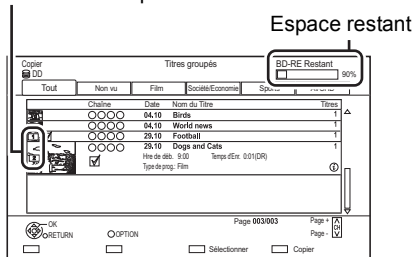 Espace restant
Copier
DD
Titres groupés
BD-RE Restant
90%
Tout Non vu Film Société/Economie
Chaîne Date Nom du Titre Titres
04,10 Birds 1
04,10 World news 1
29,10 Football 1
29,10 Dogs and Cats 1
Hre de déb. 9:00 Temps d'Enr. 0:01(DR)
Type de prog.: Film
OK
RETURN OPTION
Page 003/003
Page +
CH
Page -
Sélectionner Copier